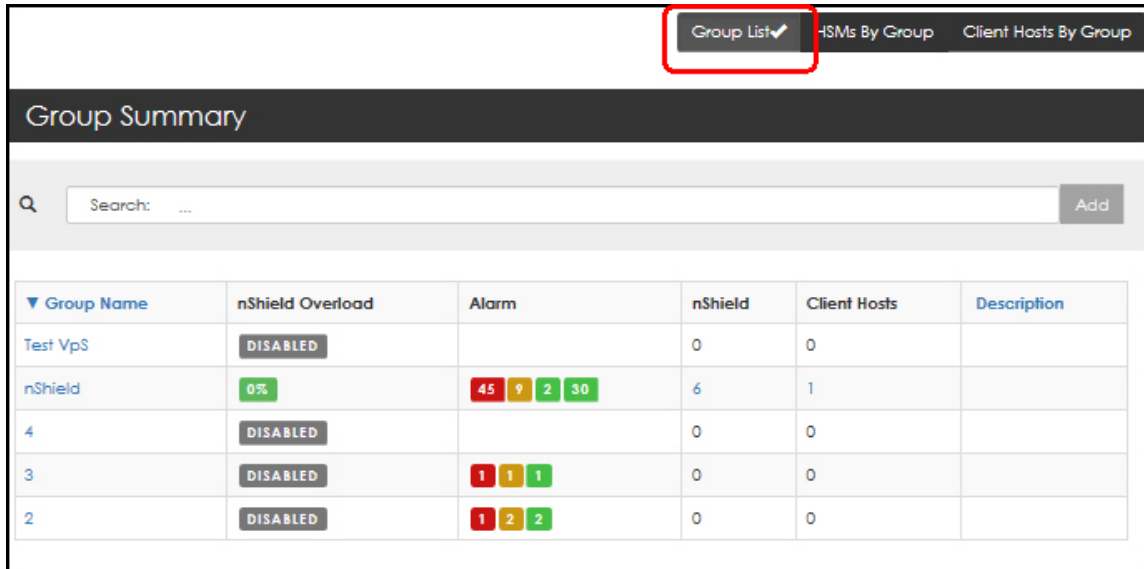 Group List✔ HSMs By Group Client Hosts By Group
Group Summary
Search: ... Add
▼ Group Name nShield Overload Alarm nShield Client Hosts Description
Test VpS DISABLED 0 0
nShield 0% 45 9 2 30 6 1
4 DISABLED 0 0
3 DISABLED 1 1 1 0 0
2 DISABLED 1 2 2 0 0